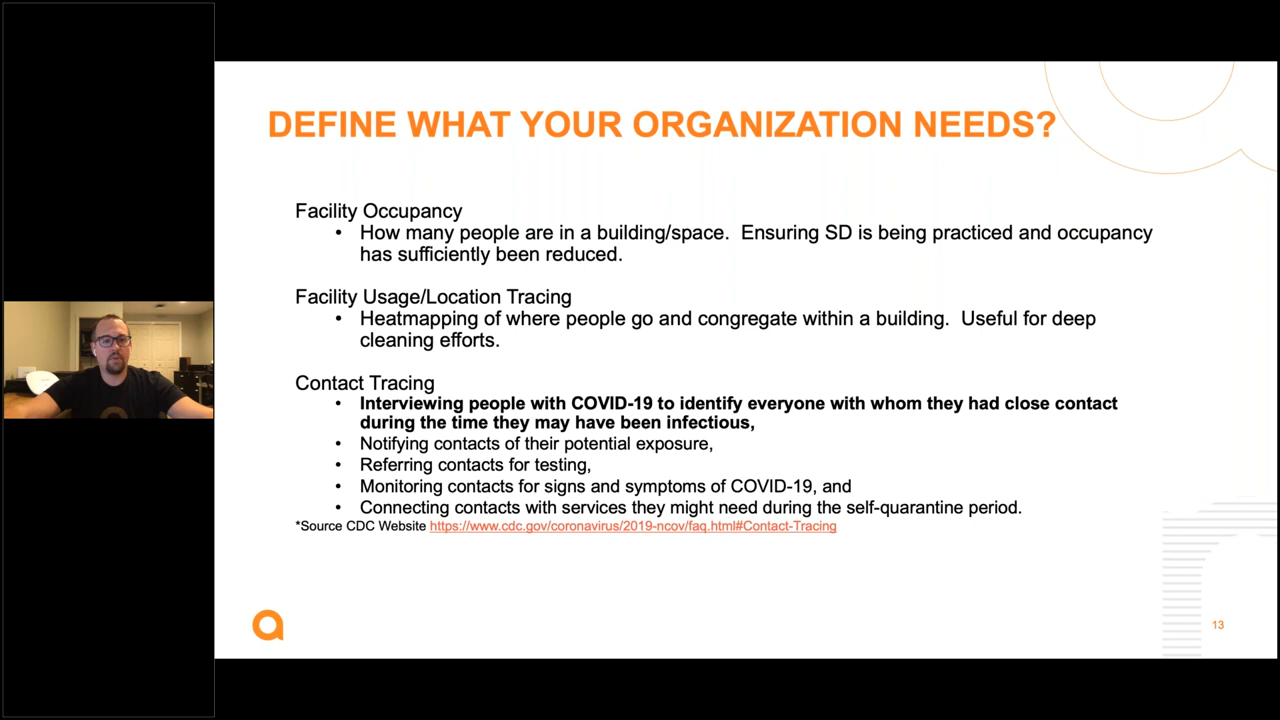 DEFINE WHAT YOUR ORGANIZATION NEEDS?
Facility Occupancy
• How many people are in a building/space. Ensuring SD is being practiced and occupancy
has sufficiently been reduced.
Facility Usage/Location Tracing
• Heatmapping of where people go and congregate within a building. Useful for deep
cleaning efforts.
Contact Tracing
• Interviewing people with COVID-19 to identify everyone with whom they had close contact
during the time they may have been infectious,
• Notifying contacts of their potential exposure,
• Referring contacts for testing,
• Monitoring contacts for signs and symptoms of COVID-19, and
• Connecting contacts with services they might need during the self-quarantine period.
*Source CDC Website https://www.cdc.gov/coronavirus/2019-ncov/faq.html#Contact-Tracing
13